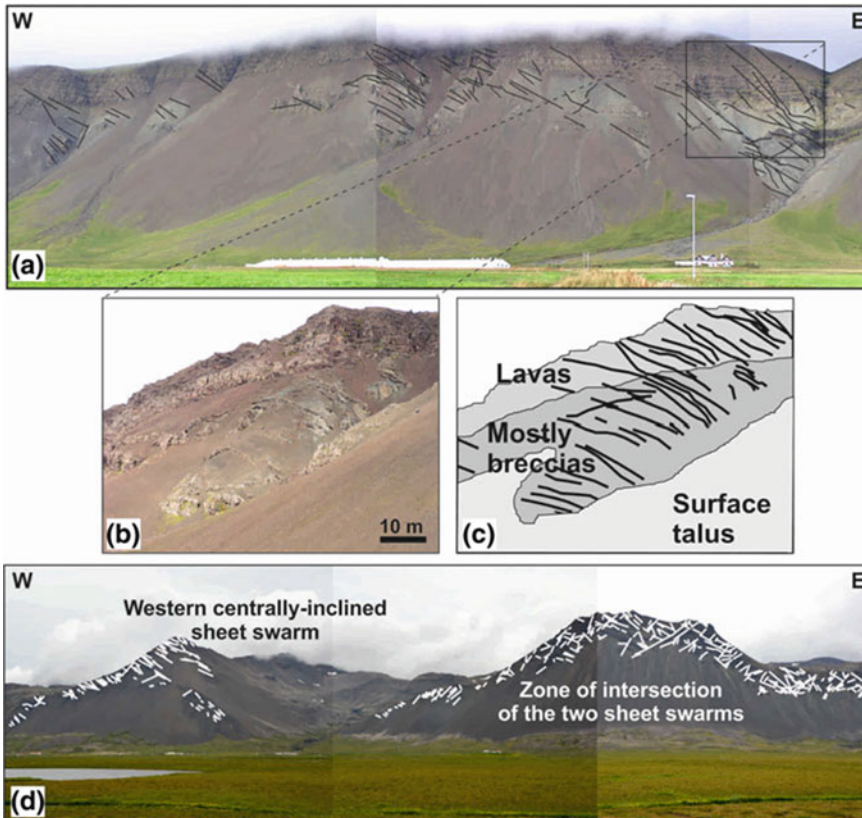 W
E
(a)
(b)
10 m
Lavas
Mostly
breccias
Surface
talus
(c)
W
E
Western centrally-inclined
sheet swarm
Zone of intersection
of the two sheet swarms
(d)